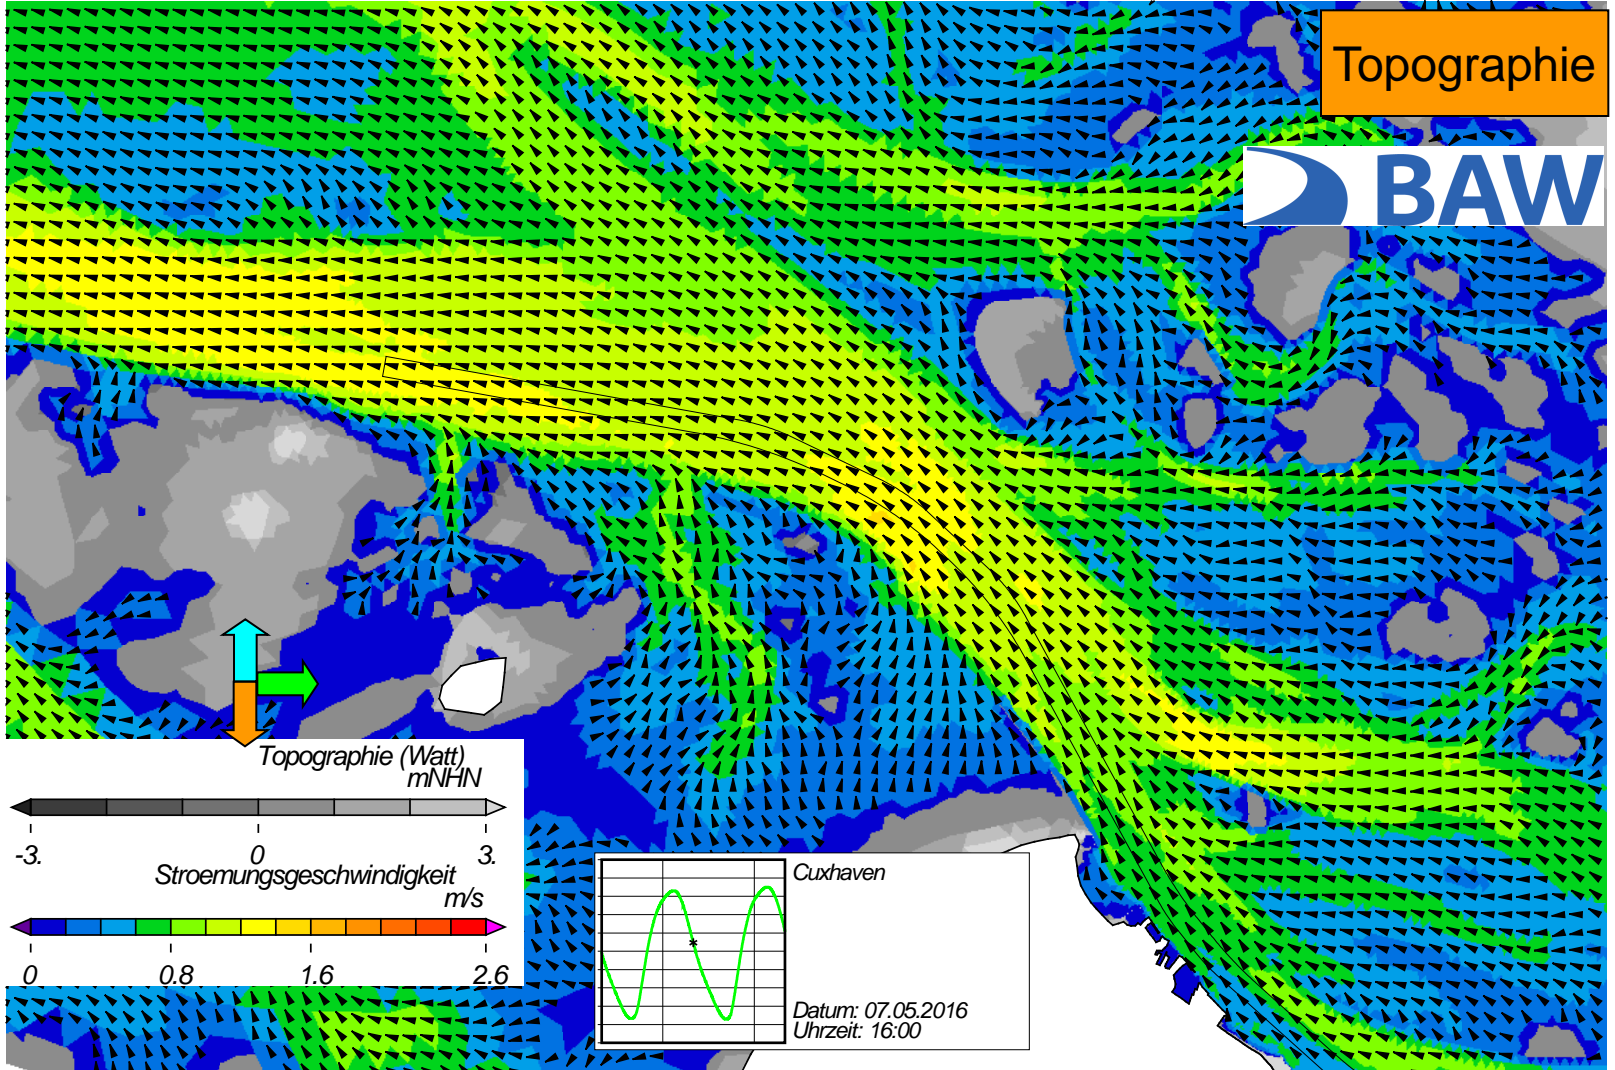 Topographie
BAW
Topographie (Watt)
mNHN
-3. 0 3.
Stroemungsgeschwindigkeit
m/s
0 0.8 1.6 2.6
Cuxhaven
Datum: 07.05.2016
Uhrzeit: 16:00